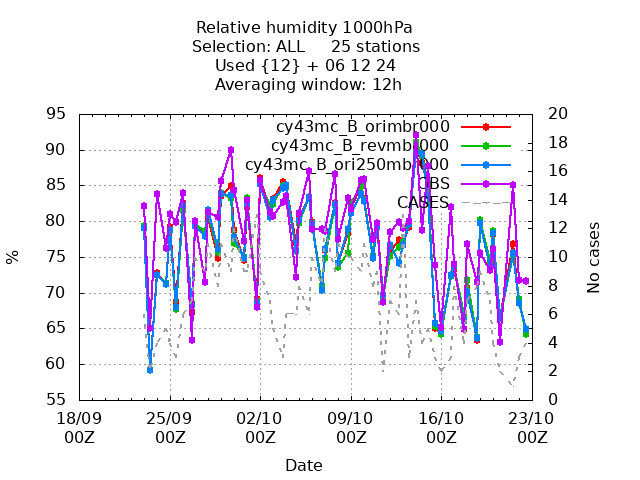 Relative humidity 1000hPa
Selection: ALL 25 stations
Used {12} + 06 12 24
Averaging window: 12h
95 20
cy43mc_B_orimbr000
90 18
cy43mc_B_revmbr000
16
cy43mc_B_ori250mbr000
85 14
OBS
CASES
80 12
75 10
% No cases
70 8
65 6
60 4
2
55 0
18/09 25/09 02/10 09/10 16/10 23/10
00Z 00Z 00Z 00Z 00Z 00Z
Date